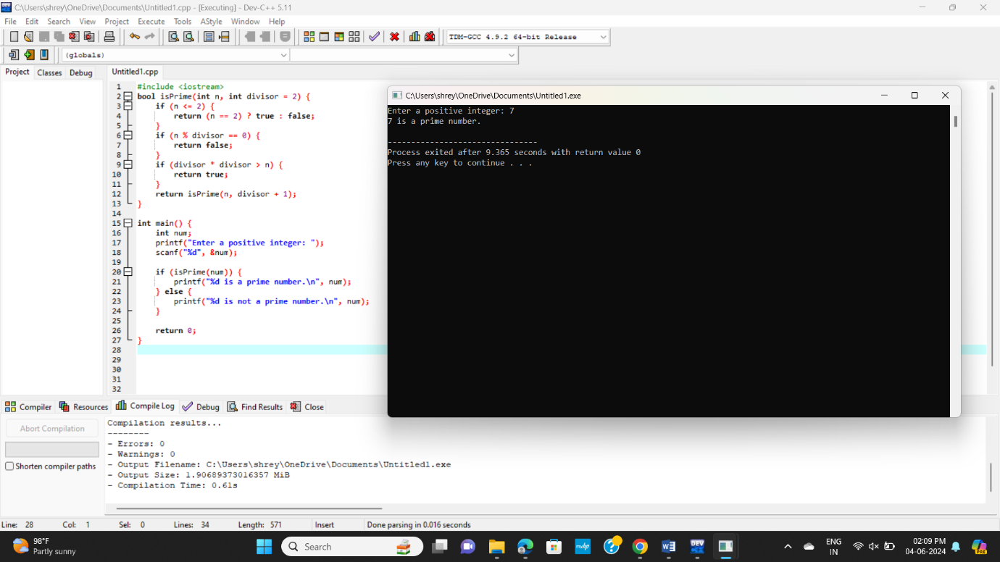 C:\Users\shrey\OneDrive\Documents\Untitled1.cpp - [Executing] - Dev-C++ 5.11
File Edit Search View Project Execute Tools AStyle Window Help
TDM-GCC 4.9.2 64-bit Release
(globals)
Project Classes Debug Untitled1.cpp
1 #include <iostream>
2 bool isPrime(int n, int divisor = 2) {
3 if (n <= 2) {
4 return (n == 2) ? true : false;
5 }
6 if (n % divisor == 0) {
7 return false;
8 }
9 if (divisor * divisor > n) {
10 return true;
11 }
12 return isPrime(n, divisor + 1);
13 }
14
15 int main() {
16 int num;
17 printf("Enter a positive integer: ");
18 scanf("%d", &num);
19
20 if (isPrime(num)) {
21 printf("%d is a prime number.\n", num);
22 } else {
23 printf("%d is not a prime number.\n", num);
24 }
25
26 return 0;
27 }
28
29
30
31
32
C:\Users\shrey\OneDrive\Documents\Untitled1.exe
Enter a positive integer: 7
7 is a prime number.
--------------------------------
Process exited after 9.365 seconds with return value 0
Press any key to continue . . .
Compiler Resources Compile Log Debug Find Results Close
Abort Compilation
Shorten compiler paths
Compilation results...
--------
- Errors: 0
- Warnings: 0
- Output Filename: C:\Users\shrey\OneDrive\Documents\Untitled1.exe
- Output Size: 1.90689373016357 MiB
- Compilation Time: 0.61s
Line: 28 Col: 1 Sel: 0 Lines: 34 Length: 571 Insert Done parsing in 0.016 seconds
98°F
Partly sunny
Search
mvhp
DEV
ENG
IN
02:09 PM
04-06-2024
PRE